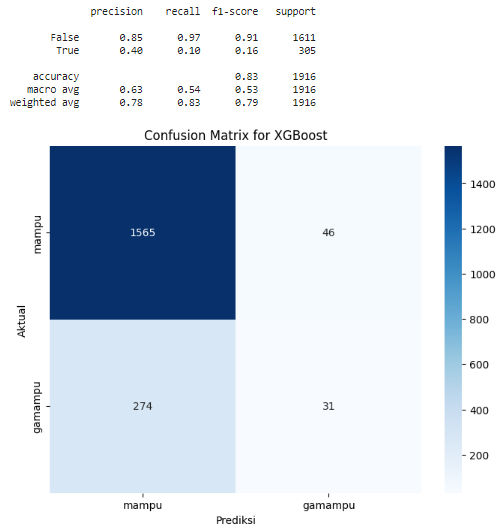 precision recall f1-score support
False 0.85 0.97 0.91 1611
True 0.40 0.10 0.16 305
accuracy 0.83 1916
macro avg 0.63 0.54 0.53 1916
weighted avg 0.78 0.83 0.79 1916
Confusion Matrix for XGBoost
1400
1200
1000
800
600
400
200
Aktual
mampu
1565 46
gamampu
274 31
mampu gamampu
Prediksi